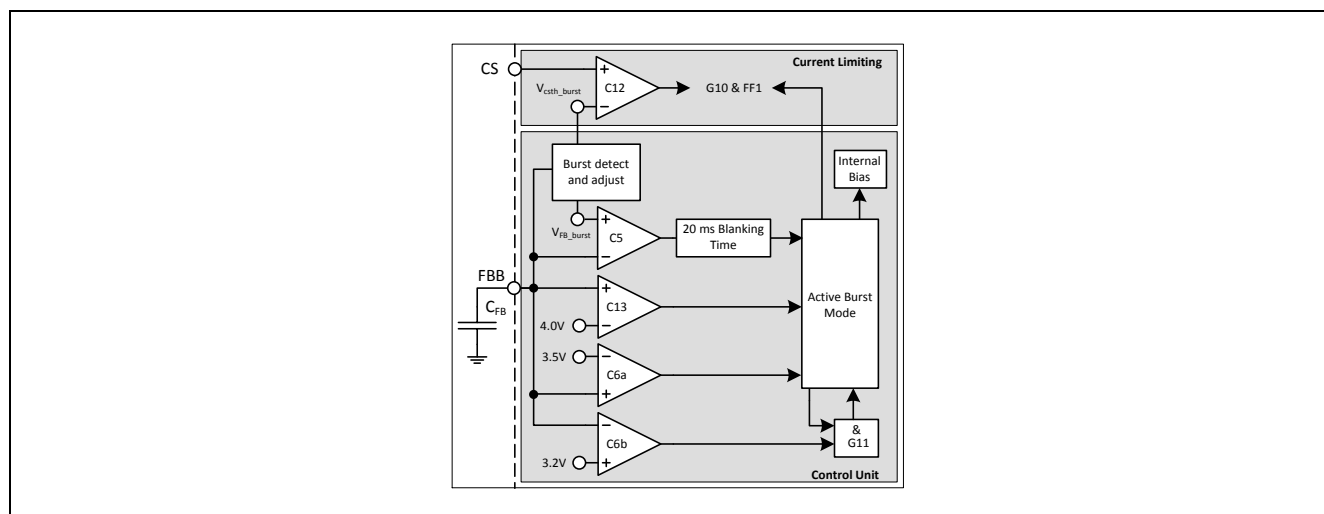 Current Limiting
CS
+
C12
−
G10 & FF1
Vcsth_burst
Burst detect
and adjust
Internal
Bias
VFB_burst
+
C5
−
20 ms Blanking
Time
FBB
CFB
+
C13
−
4.0V
Active Burst
Mode
3.5V
−
C6a
+
−
C6b
+
3.2V
&
G11
Control Unit